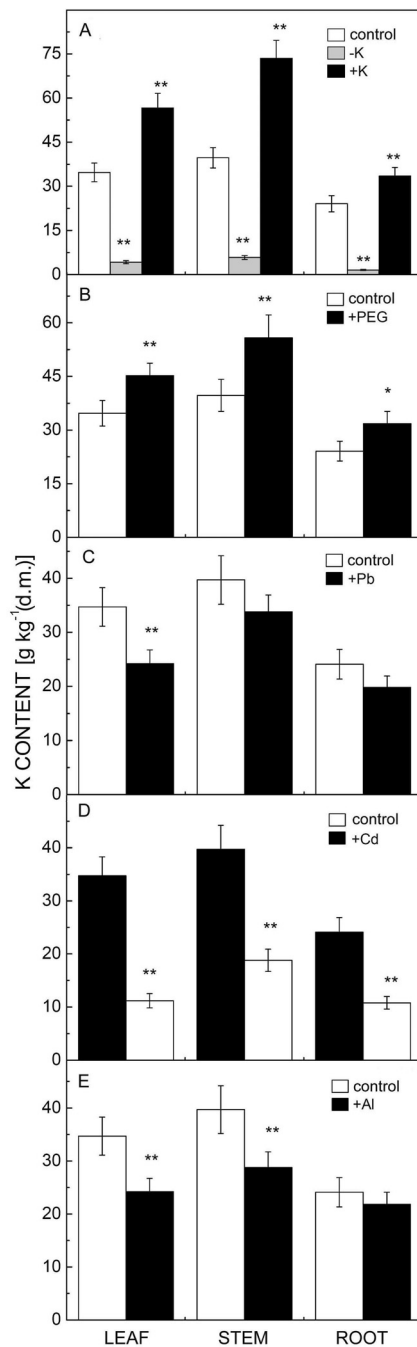 A
control
-K
+K
75
60
45
30
15
0
**
**
**
**
**
**
B
control
+PEG
60
45
30
15
0
**
**
*
C
control
+Pb
40
30
20
10
0
**
K CONTENT [g kg⁻¹(d.m.)]
D
control
+Cd
40
30
20
10
0
**
**
**
E
control
+Al
40
30
20
10
0
**
**
LEAF STEM ROOT